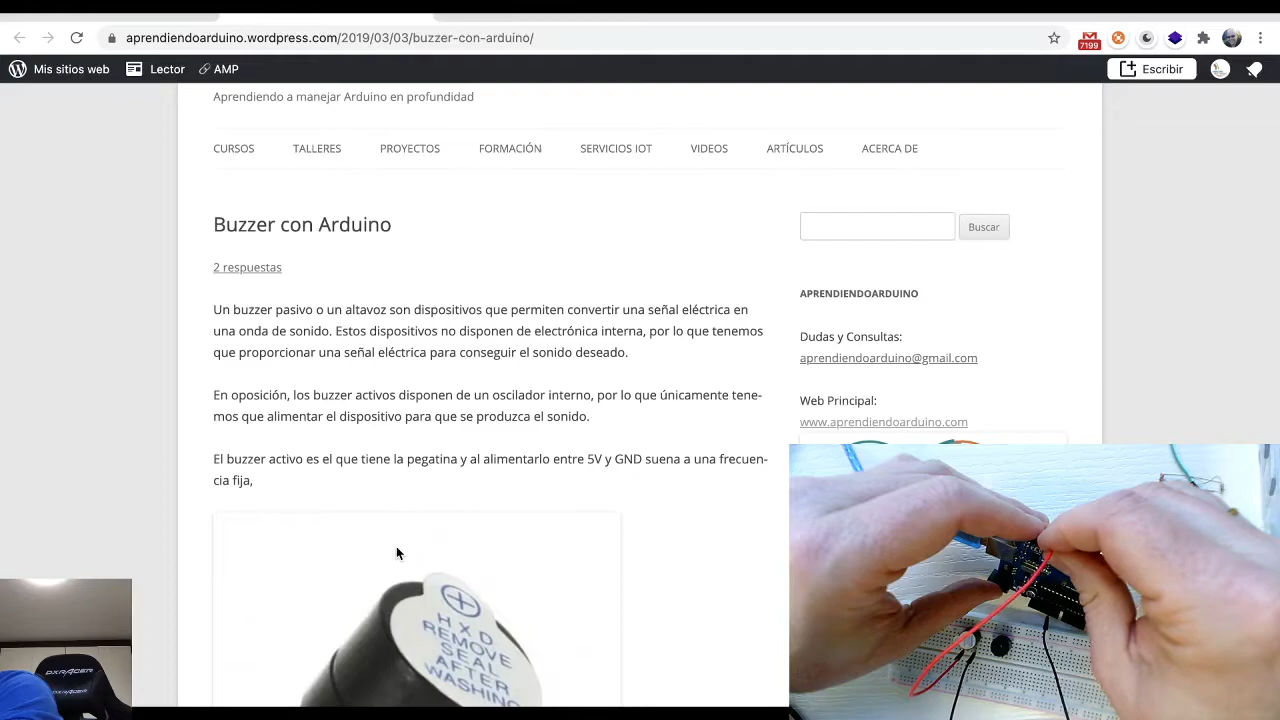 aprendiendoarduino.wordpress.com/2019/03/03/buzzer-con-arduino/
7199
Mis sitios web
Lector
AMP
Escribir
Aprendiendo a manejar Arduino en profundidad
CURSOS
TALLERES
PROYECTOS
FORMACIÓN
SERVICIOS IOT
VIDEOS
ARTÍCULOS
ACERCA DE
Buzzer con Arduino
2 respuestas
Un buzzer pasivo o un altavoz son dispositivos que permiten convertir una señal eléctrica en
una onda de sonido. Estos dispositivos no disponen de electrónica interna, por lo que tenemos
que proporcionar una señal eléctrica para conseguir el sonido deseado.
En oposición, los buzzer activos disponen de un oscilador interno, por lo que únicamente tene-
mos que alimentar el dispositivo para que se produzca el sonido.
El buzzer activo es el que tiene la pegatina y al alimentarlo entre 5V y GND suena a una frecuen-
cia fija,
HXD
REMOVE
SEAL
AFTER
WASHING
Buscar
APRENDIENDOARDUINO
Dudas y Consultas:
aprendiendoarduino@gmail.com
Web Principal:
www.aprendiendoarduino.com
DXRACER